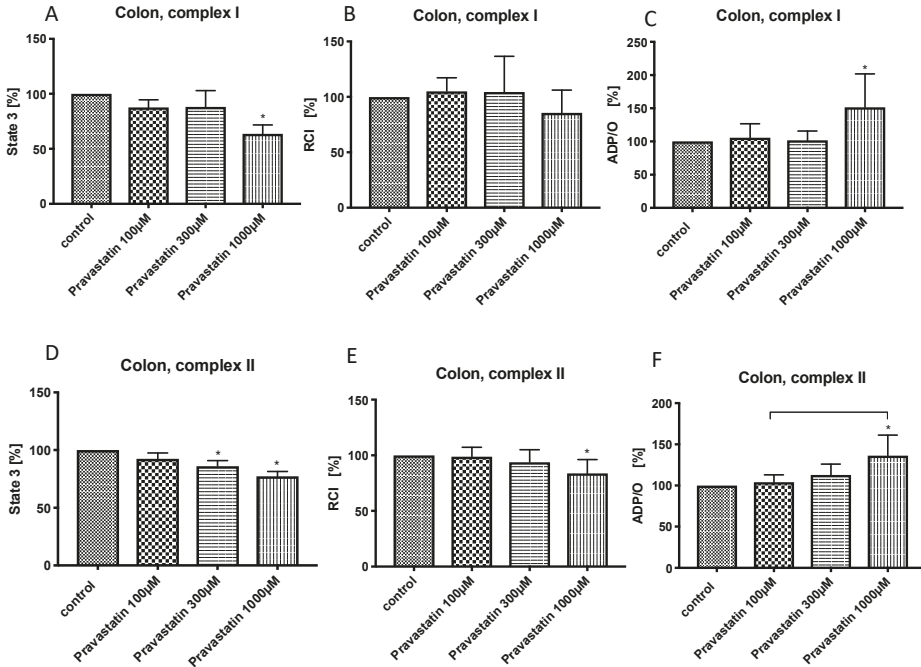 A
Colon, complex I
State 3 [%]
150
100
50
0
*
control
Pravastatin 100µM
Pravastatin 300µM
Pravastatin 1000µM
B
Colon, complex I
RCI [%]
150
100
50
0
control
Pravastatin 100µM
Pravastatin 300µM
Pravastatin 1000µM
C
Colon, complex I
ADP/O [%]
250
200
150
100
50
0
*
control
Pravastatin 100µM
Pravastatin 300µM
Pravastatin 1000µM
D
Colon, complex II
State 3 [%]
150
100
50
0
*
*
control
Pravastatin 100µM
Pravastatin 300µM
Pravastatin 1000µM
E
Colon, complex II
RCI [%]
150
100
50
0
*
control
Pravastatin 100µM
Pravastatin 300µM
Pravastatin 1000µM
F
Colon, complex II
ADP/O [%]
200
150
100
50
0
*
control
Pravastatin 100µM
Pravastatin 300µM
Pravastatin 1000µM